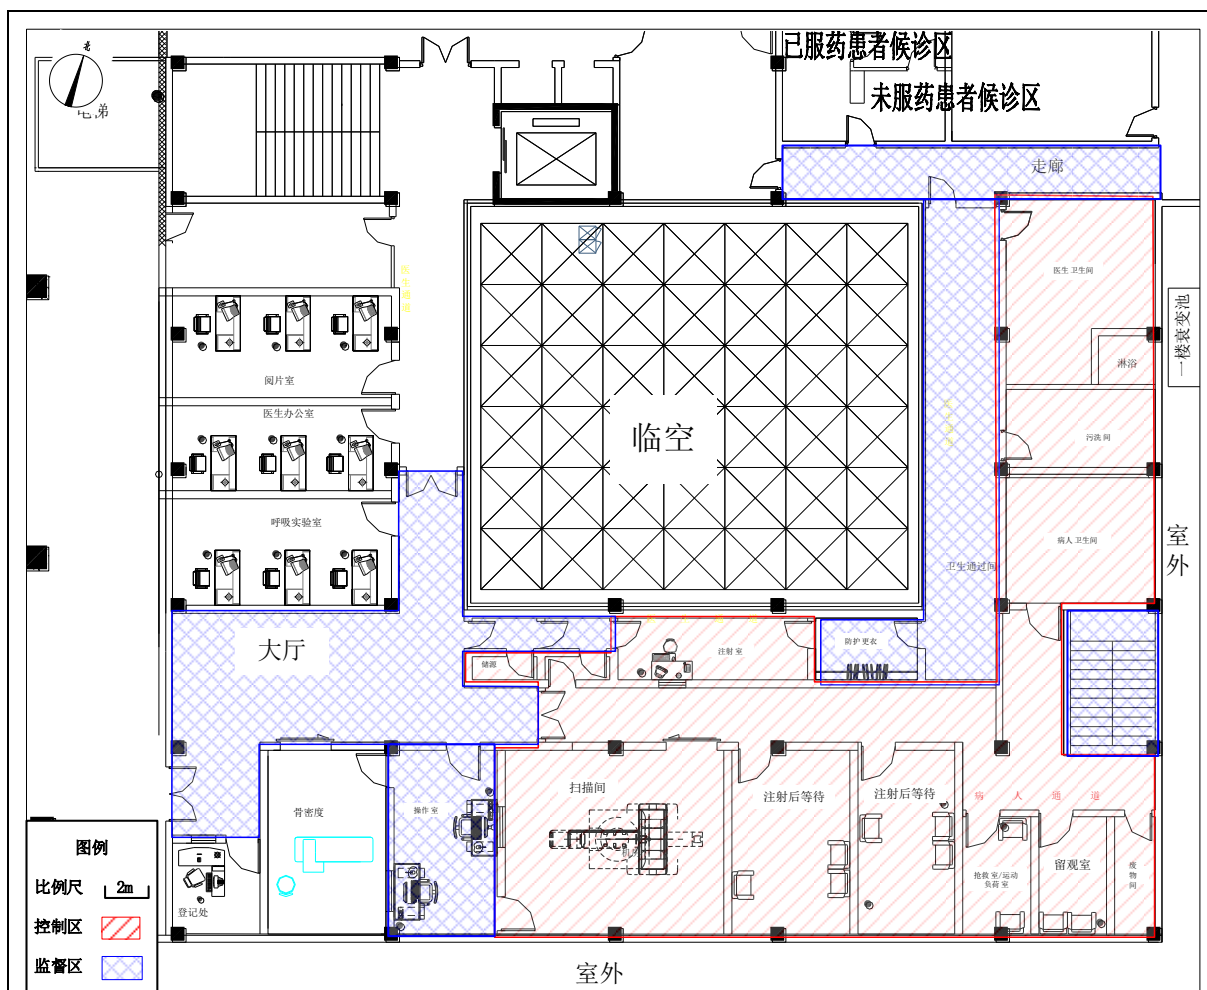 北
电梯
已服药患者候诊区
未服药患者候诊区
走廊
医生 卫生间
淋浴
一楼衰变池
阅片室
医生办公室
临空
污洗 间
呼吸实验室
病人 卫生间
室外
卫生通过间
大厅
储源
注射 室
防护 更衣
扫描间
注射后等待
注射后等待
病 人 通 道
骨密度
操作 室
机房
抢救 室/运动
负荷 室
留观室
废物间
登记处
图例
比例尺 2m
控制区
监督区
室外